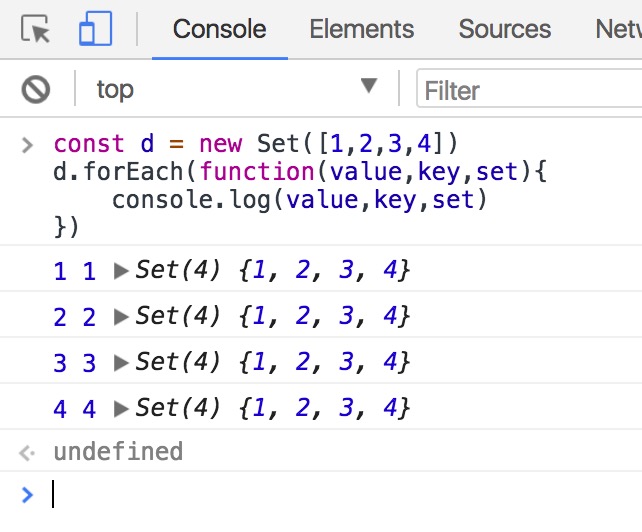 Console Elements Sources Netw
top Filter
const d = new Set([1,2,3,4])
d.forEach(function(value,key,set){
    console.log(value,key,set)
})
1 1 ▶Set(4) {1, 2, 3, 4}
2 2 ▶Set(4) {1, 2, 3, 4}
3 3 ▶Set(4) {1, 2, 3, 4}
4 4 ▶Set(4) {1, 2, 3, 4}
undefined